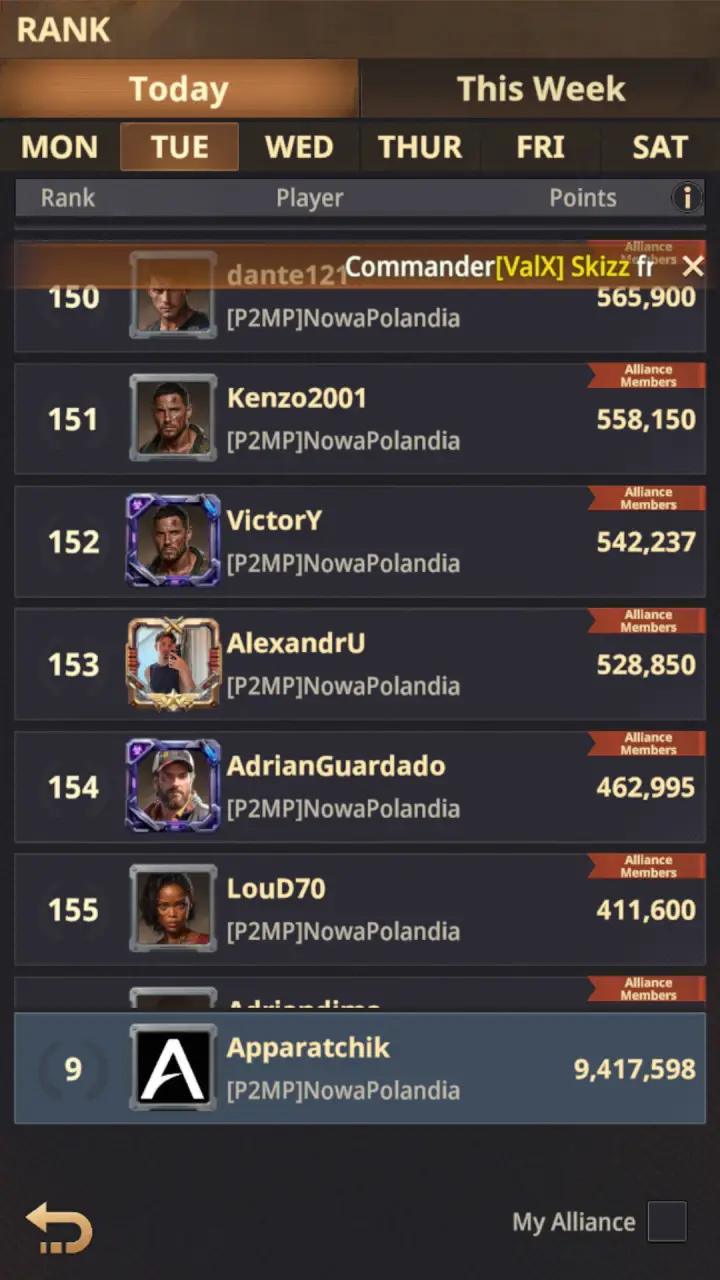 RANK
Today
This Week
MON
TUE
WED
THUR
FRI
SAT
Rank
Player
Points
i
Alliance
Members
Commander[ValX] Skizz fr
150
dante121
[P2MP]NowaPolandia
565,900
Alliance
Members
151
Kenzo2001
[P2MP]NowaPolandia
558,150
Alliance
Members
152
VictorY
[P2MP]NowaPolandia
542,237
Alliance
Members
153
AlexandrU
[P2MP]NowaPolandia
528,850
Alliance
Members
154
AdrianGuardado
[P2MP]NowaPolandia
462,995
Alliance
Members
155
LouD70
[P2MP]NowaPolandia
411,600
Alliance
Members
9
Apparatchik
[P2MP]NowaPolandia
9,417,598
My Alliance